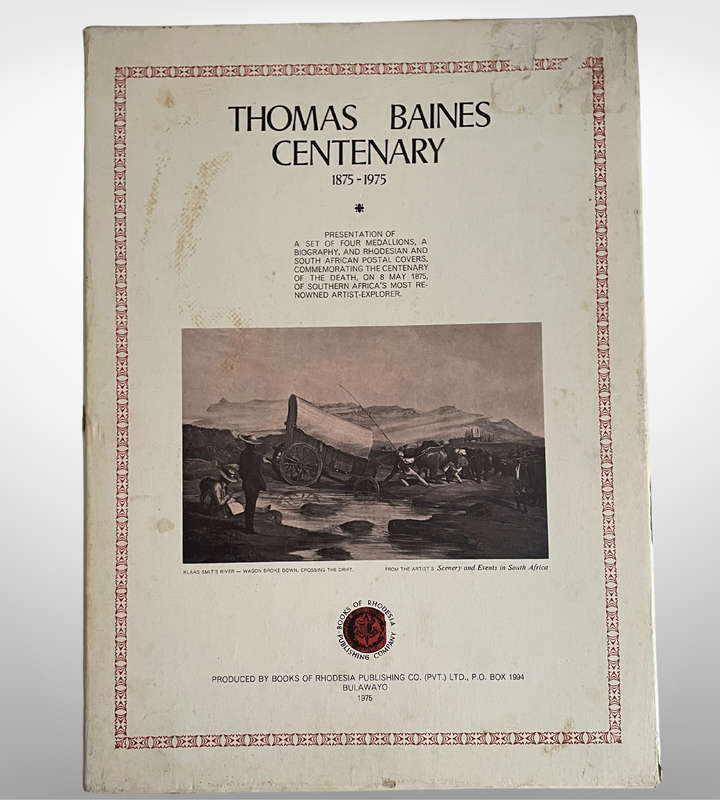 THOMAS BAINES
CENTENARY
1875-1975
PRESENTATION OF
A SET OF FOUR MEDALLIONS, A
BIOGRAPHY, AND RHODESIAN AND
SOUTH AFRICAN POSTAL COVERS,
COMMEMORATING THE CENTENARY
OF THE DEATH, ON 8 MAY 1875,
OF SOUTHERN AFRICA'S MOST RE-
NOWNED ARTIST-EXPLORER.
KLAAS SMIT'S RIVER — WAGON BROKE DOWN, CROSSING THE DRIFT.
FROM THE ARTIST'S Scenery and Events in South Africa
BOOKS OF RHODESIA
PUBLISHING COMPANY
PRODUCED BY BOOKS OF RHODESIA PUBLISHING CO. (PVT.) LTD., P.O. BOX 1994
BULAWAYO
1975